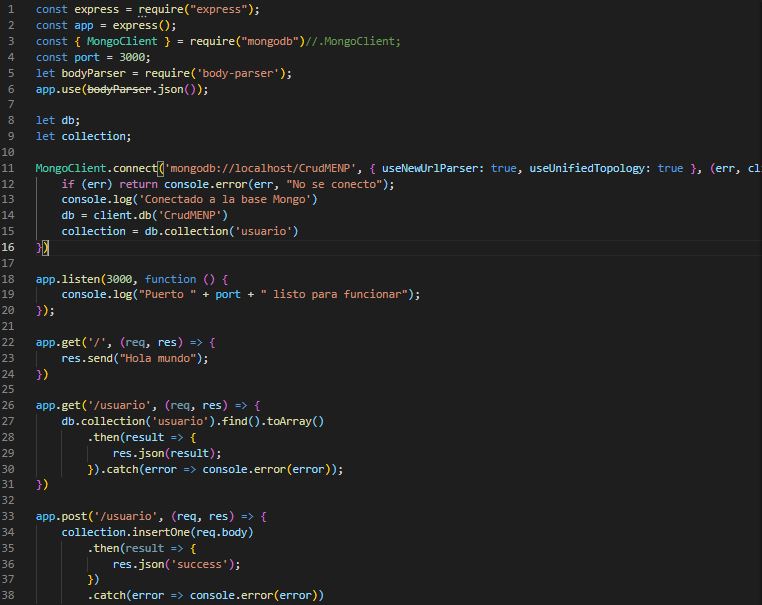 1 const express = require("express");
2 const app = express();
3 const { MongoClient } = require("mongodb")//.MongoClient;
4 const port = 3000;
5 let bodyParser = require('body-parser');
6 app.use(bodyParser.json());
7
8 let db;
9 let collection;
10
11 MongoClient.connect('mongodb://localhost/CrudMENP', { useNewUrlParser: true, useUnifiedTopology: true }, (err, cl
12 if (err) return console.error(err, "No se conecto");
13 console.log('Conectado a la base Mongo')
14 db = client.db('CrudMENP')
15 collection = db.collection('usuario')
16 })
17
18 app.listen(3000, function () {
19 console.log("Puerto " + port + " listo para funcionar");
20 });
21
22 app.get('/', (req, res) => {
23 res.send("Hola mundo");
24 })
25
26 app.get('/usuario', (req, res) => {
27 db.collection('usuario').find().toArray()
28 .then(result => {
29 res.json(result);
30 }).catch(error => console.error(error));
31 })
32
33 app.post('/usuario', (req, res) => {
34 collection.insertOne(req.body)
35 .then(result => {
36 res.json('success');
37 })
38 .catch(error => console.error(error))